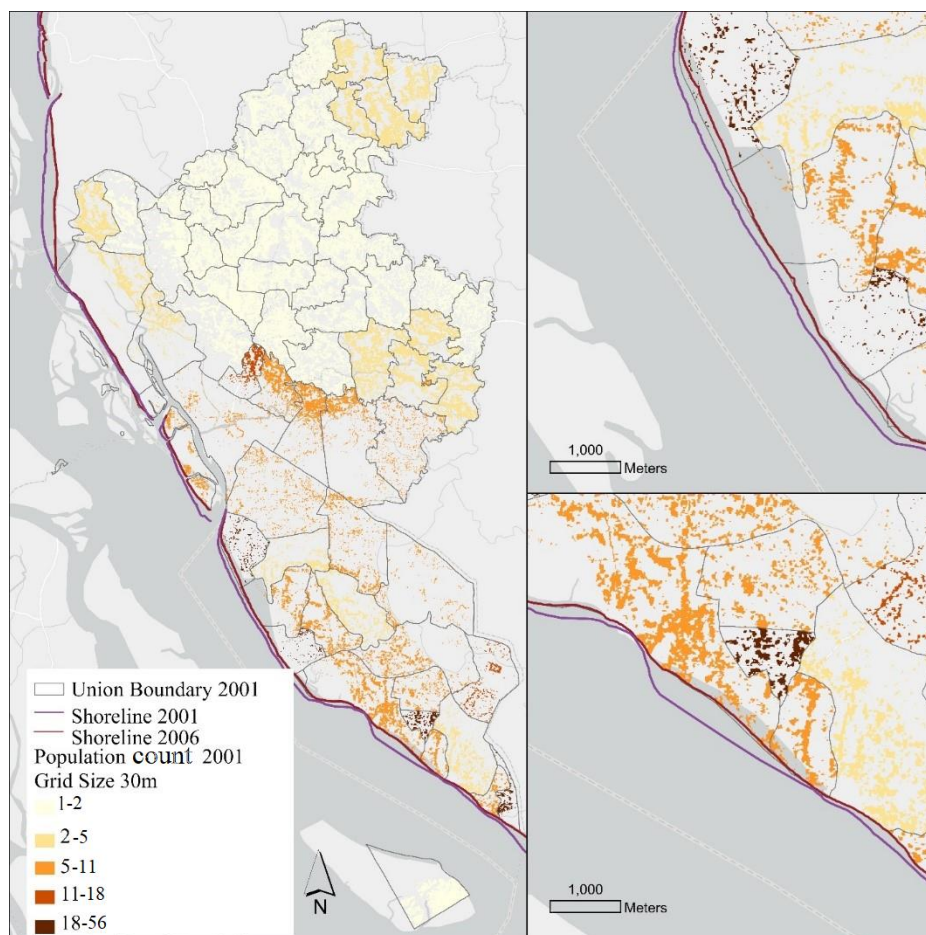 Union Boundary 2001
Shoreline 2001
Shoreline 2006
Population count 2001
Grid Size 30m
1-2
2-5
5-11
11-18
18-56
N
1,000
Meters
1,000
Meters